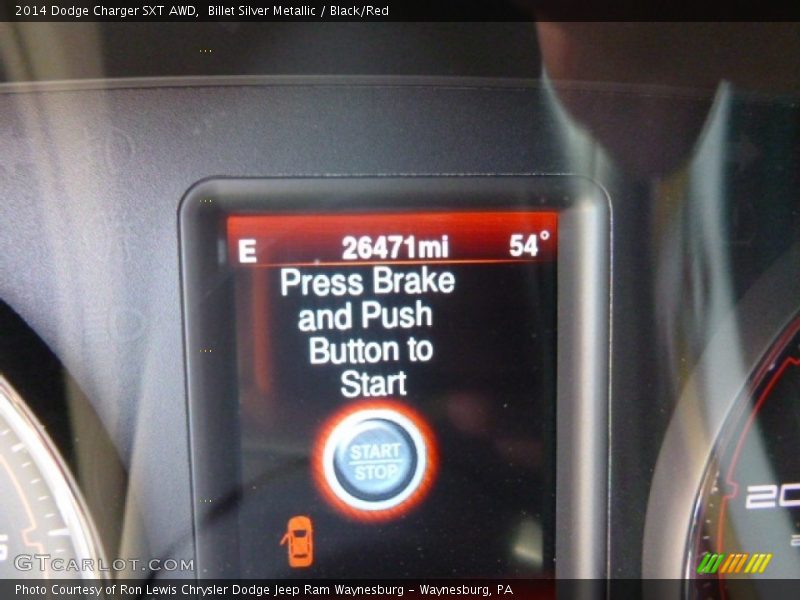 2014 Dodge Charger SXT AWD,  Billet Silver Metallic / Black/Red
E 26471mi 54°
Press Brake
and Push
Button to
Start
START
STOP
20
GTCARLOT.COM
Photo Courtesy of Ron Lewis Chrysler Dodge Jeep Ram Waynesburg - Waynesburg, PA